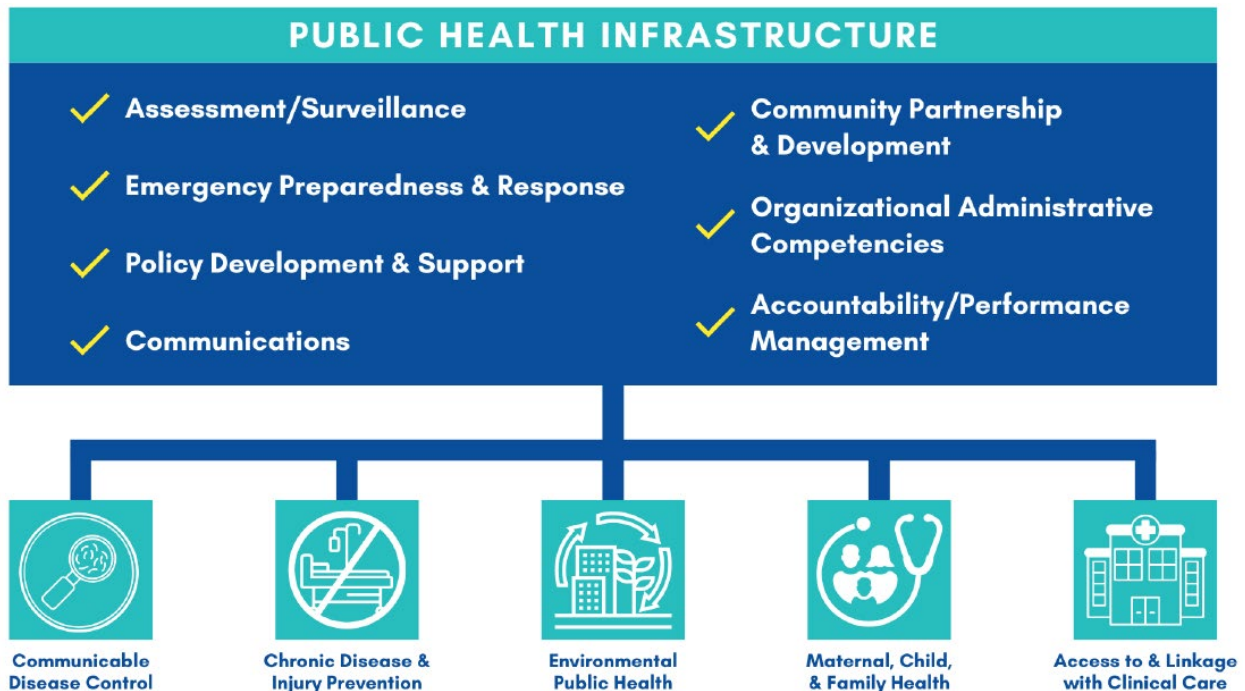 PUBLIC HEALTH INFRASTRUCTURE
Assessment/Surveillance
Emergency Preparedness & Response
Policy Development & Support
Communications
Community Partnership
& Development
Organizational Administrative
Competencies
Accountability/Performance
Management
Communicable
Disease Control
Chronic Disease &
Injury Prevention
Environmental
Public Health
Maternal, Child,
& Family Health
Access to & Linkage
with Clinical Care